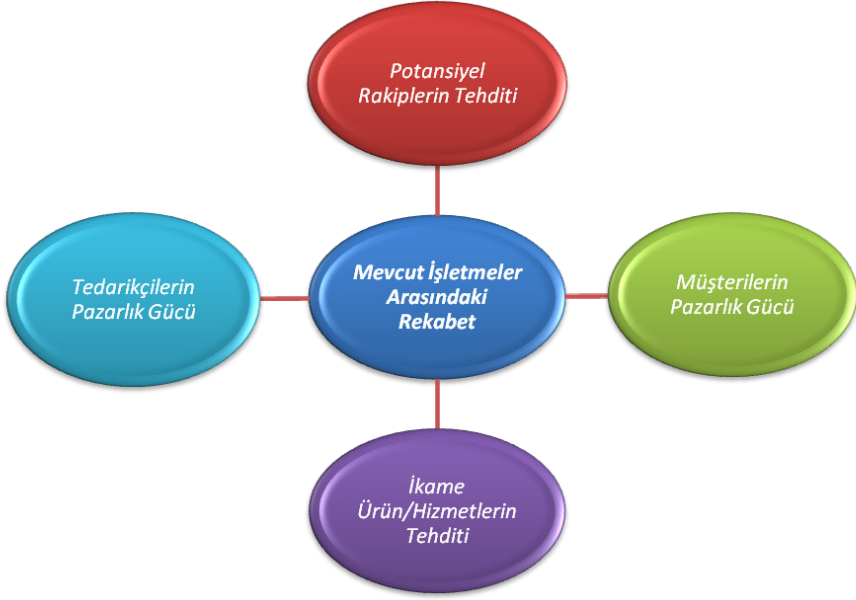 Potansiyel
Rakiplerin Tehditi
Tedarikçilerin
Pazarlık Gücü
Mevcut İşletmeler
Arasındaki
Rekabet
Müşterilerin
Pazarlık Gücü
İkame
Ürün/Hizmetlerin
Tehditi